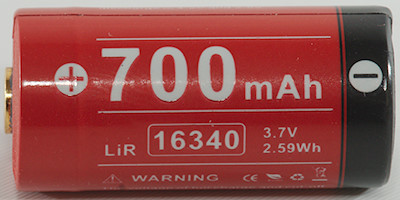 + 700 mAh -
LiR 16340 3.7V
2.59Wh
⚠ WARNING